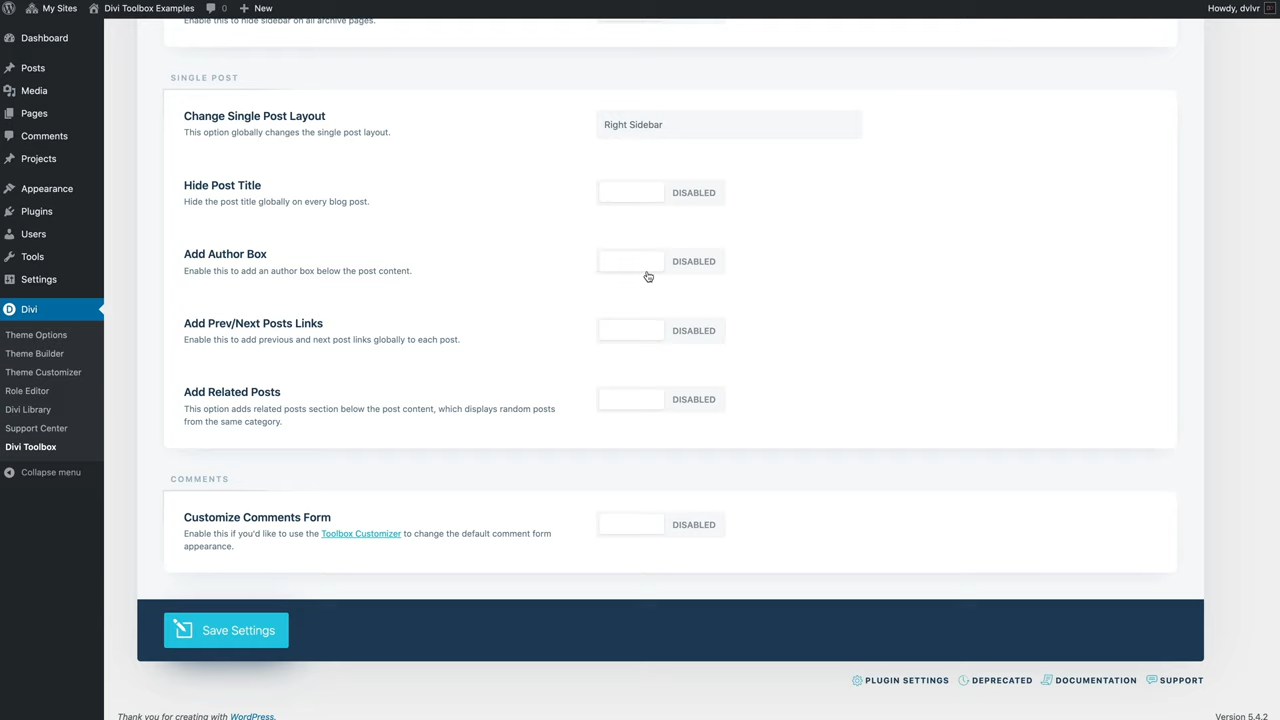 My Sites
Divi Toolbox Examples
0
New
Howdy, dvlvr
Dashboard
Posts
Media
Pages
Comments
Projects
Appearance
Plugins
Users
Tools
Settings
Divi
Theme Options
Theme Builder
Theme Customizer
Role Editor
Divi Library
Support Center
Divi Toolbox
Collapse menu
Enable this to hide sidebar on all archive pages.
SINGLE POST
Change Single Post Layout
This option globally changes the single post layout.
Right Sidebar
Hide Post Title
Hide the post title globally on every blog post.
DISABLED
Add Author Box
Enable this to add an author box below the post content.
DISABLED
Add Prev/Next Posts Links
Enable this to add previous and next post links globally to each post.
DISABLED
Add Related Posts
This option adds related posts section below the post content, which displays random posts
from the same category.
DISABLED
COMMENTS
Customize Comments Form
Enable this if you'd like to use the Toolbox Customizer to change the default comment form
appearance.
DISABLED
Save Settings
PLUGIN SETTINGS
DEPRECATED
DOCUMENTATION
SUPPORT
Thank you for creating with WordPress.
Version 5.4.2